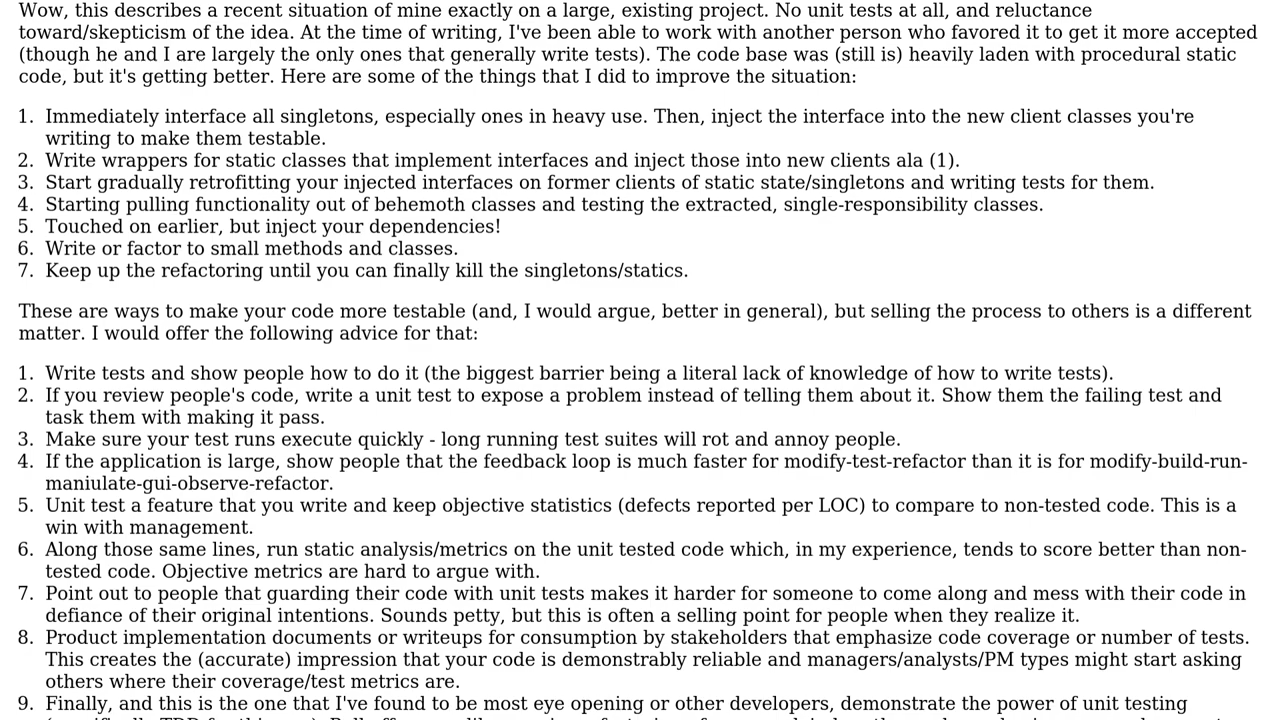 Wow, this describes a recent situation of mine exactly on a large, existing project. No unit tests at all, and reluctance
toward/skepticism of the idea. At the time of writing, I've been able to work with another person who favored it to get it more accepted
(though he and I are largely the only ones that generally write tests). The code base was (still is) heavily laden with procedural static
code, but it's getting better. Here are some of the things that I did to improve the situation:
1. Immediately interface all singletons, especially ones in heavy use. Then, inject the interface into the new client classes you're
writing to make them testable.
2. Write wrappers for static classes that implement interfaces and inject those into new clients ala (1).
3. Start gradually retrofitting your injected interfaces on former clients of static state/singletons and writing tests for them.
4. Starting pulling functionality out of behemoth classes and testing the extracted, single-responsibility classes.
5. Touched on earlier, but inject your dependencies!
6. Write or factor to small methods and classes.
7. Keep up the refactoring until you can finally kill the singletons/statics.
These are ways to make your code more testable (and, I would argue, better in general), but selling the process to others is a different
matter. I would offer the following advice for that:
1. Write tests and show people how to do it (the biggest barrier being a literal lack of knowledge of how to write tests).
2. If you review people's code, write a unit test to expose a problem instead of telling them about it. Show them the failing test and
task them with making it pass.
3. Make sure your test runs execute quickly - long running test suites will rot and annoy people.
4. If the application is large, show people that the feedback loop is much faster for modify-test-refactor than it is for modify-build-run-
maniulate-gui-observe-refactor.
5. Unit test a feature that you write and keep objective statistics (defects reported per LOC) to compare to non-tested code. This is a
win with management.
6. Along those same lines, run static analysis/metrics on the unit tested code which, in my experience, tends to score better than non-
tested code. Objective metrics are hard to argue with.
7. Point out to people that guarding their code with unit tests makes it harder for someone to come along and mess with their code in
defiance of their original intentions. Sounds petty, but this is often a selling point for people when they realize it.
8. Product implementation documents or writeups for consumption by stakeholders that emphasize code coverage or number of tests.
This creates the (accurate) impression that your code is demonstrably reliable and managers/analysts/PM types might start asking
others where their coverage/test metrics are.
9. Finally, and this is the one that I've found to be most eye opening or other developers, demonstrate the power of unit testing